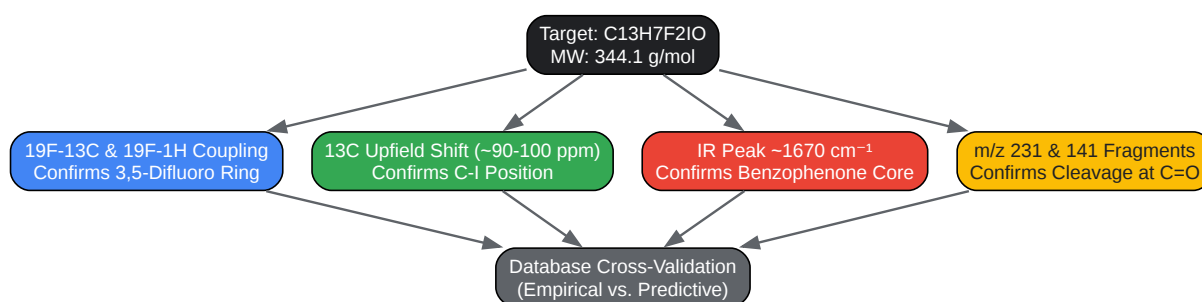 Target: C13H7F2IO
MW: 344.1 g/mol
19F-13C & 19F-1H Coupling
Confirms 3,5-Difluoro Ring
13C Upfield Shift (~90-100 ppm)
Confirms C-I Position
IR Peak ~1670 cm⁻¹
Confirms Benzophenone Core
m/z 231 & 141 Fragments
Confirms Cleavage at C=O
Database Cross-Validation
(Empirical vs. Predictive)